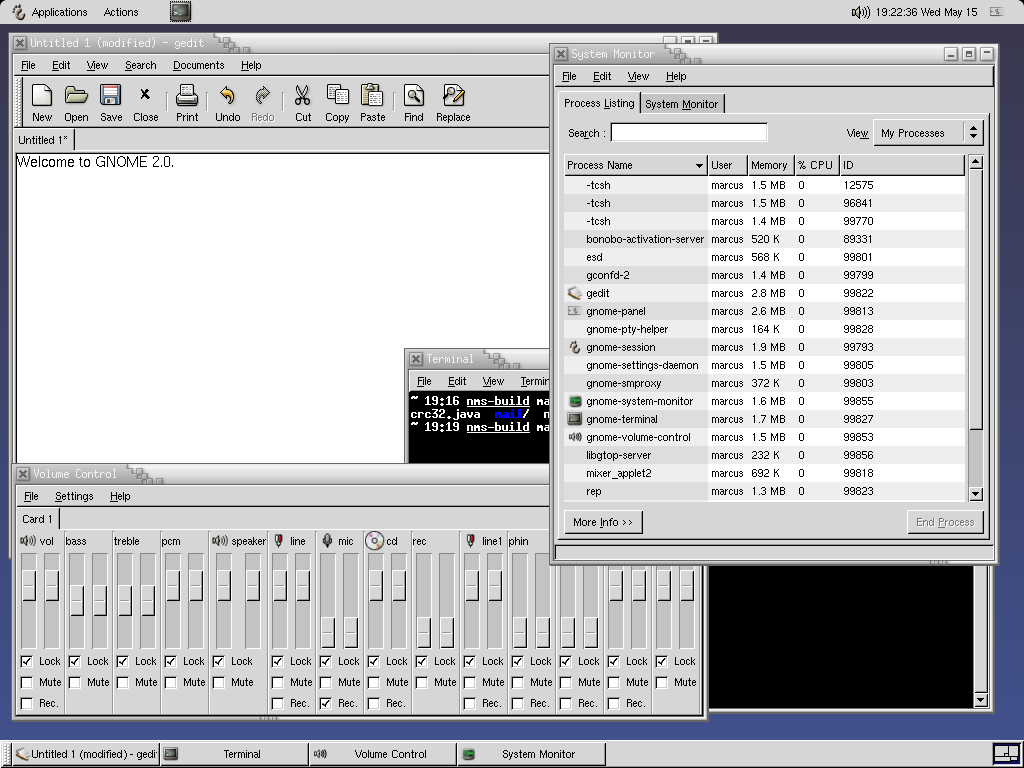 Applications Actions 19:22:36 Wed May 15
Untitled 1 (modified) - gedit
File Edit View Search Documents Help
New Open Save Close Print Undo Redo Cut Copy Paste Find Replace
Untitled 1*
Welcome to GNOME 2.0.
Terminal
File Edit View Termin
~ 19:16 nms-build ma
crc32.java mail/ n
~ 19:19 nms-build ma
System Monitor
File Edit View Help
Process Listing System Monitor
Search : View My Processes
Process Name User Memory % CPU ID
-tcsh marcus 1.5 MB 0 12575
-tcsh marcus 1.5 MB 0 96841
-tcsh marcus 1.4 MB 0 99770
bonobo-activation-server marcus 520 K 0 89331
esd marcus 568 K 0 99801
gconfd-2 marcus 1.4 MB 0 99799
gedit marcus 2.8 MB 0 99822
gnome-panel marcus 2.6 MB 0 99813
gnome-pty-helper marcus 164 K 0 99828
gnome-session marcus 1.9 MB 0 99793
gnome-settings-daemon marcus 1.5 MB 0 99805
gnome-smproxy marcus 372 K 0 99803
gnome-system-monitor marcus 1.6 MB 0 99855
gnome-terminal marcus 1.7 MB 0 99827
gnome-volume-control marcus 1.5 MB 0 99853
libgtop-server marcus 232 K 0 99856
mixer_applet2 marcus 692 K 0 99818
rep marcus 1.3 MB 0 99823
More Info >> End Process
Volume Control
File Settings Help
Card 1
vol bass treble pcm speaker line mic cd rec line1 phin
Lock Lock Lock Lock Lock Lock Lock Lock Lock Lock Lock Lock Lock Lock
Mute Mute Mute Mute Mute Mute Mute Mute Mute Mute Mute Mute Mute Mute
Rec. Rec. Rec. Rec. Rec. Rec. Rec. Rec.
Untitled 1 (modified) - gedit Terminal Volume Control System Monitor